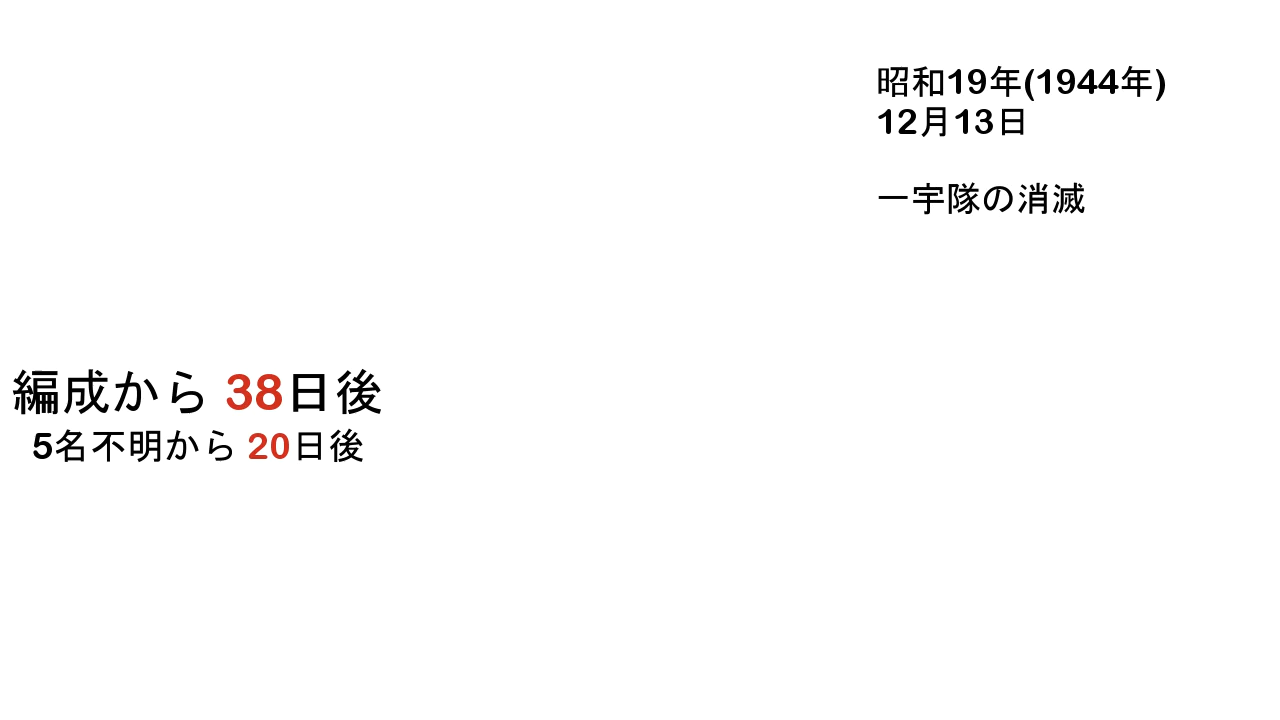 昭和19年(1944年)
12月13日
一宇隊の消滅
編成から 38日後
5名不明から 20日後